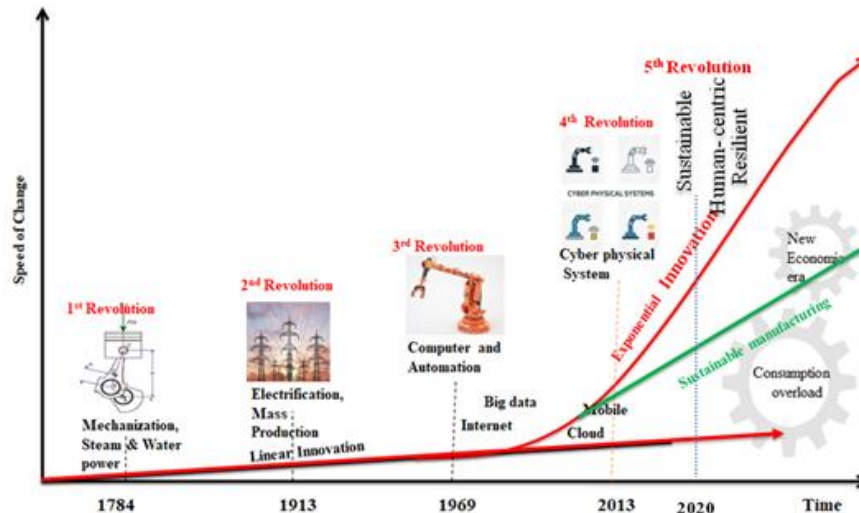 Speed of Change
1st Revolution
Mechanization,
Steam & Water
power
2nd Revolution
Electrification,
Mass
Production
Linear Innovation
3rd Revolution
Computer and
Automation
Big data
Internet
Mobile
Cloud
4th Revolution
CYBER PHYSICAL SYSTEMS
Cyber physical
System
Exponential Innovation
5th Revolution
Sustainable
Human- centric
Resilient
Sustainable manufacturing
New
Economic
era
Consumption
overload
1784
1913
1969
2013
2020
Time